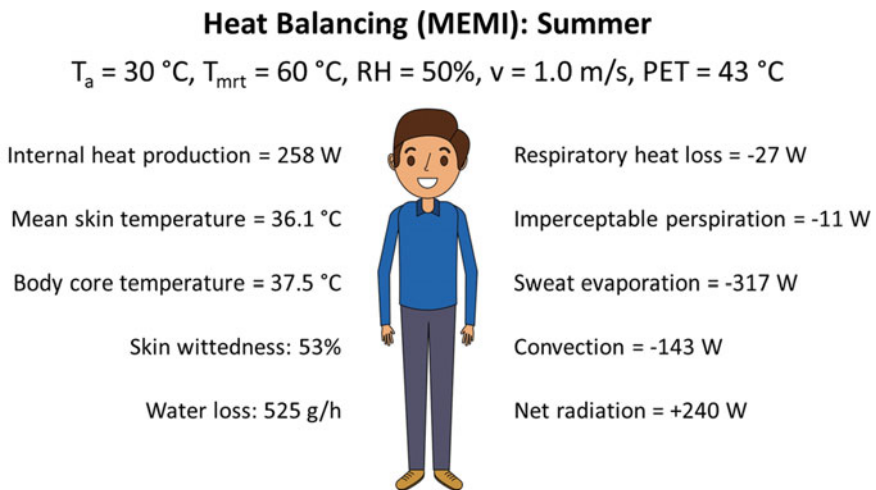 Heat Balancing (MEMI): Summer
Ta = 30 °C, Tmrt = 60 °C, RH = 50%, v = 1.0 m/s, PET = 43 °C
Internal heat production = 258 W
Mean skin temperature = 36.1 °C
Body core temperature = 37.5 °C
Skin wittedness: 53%
Water loss: 525 g/h
Respiratory heat loss = -27 W
Imperceptable perspiration = -11 W
Sweat evaporation = -317 W
Convection = -143 W
Net radiation = +240 W